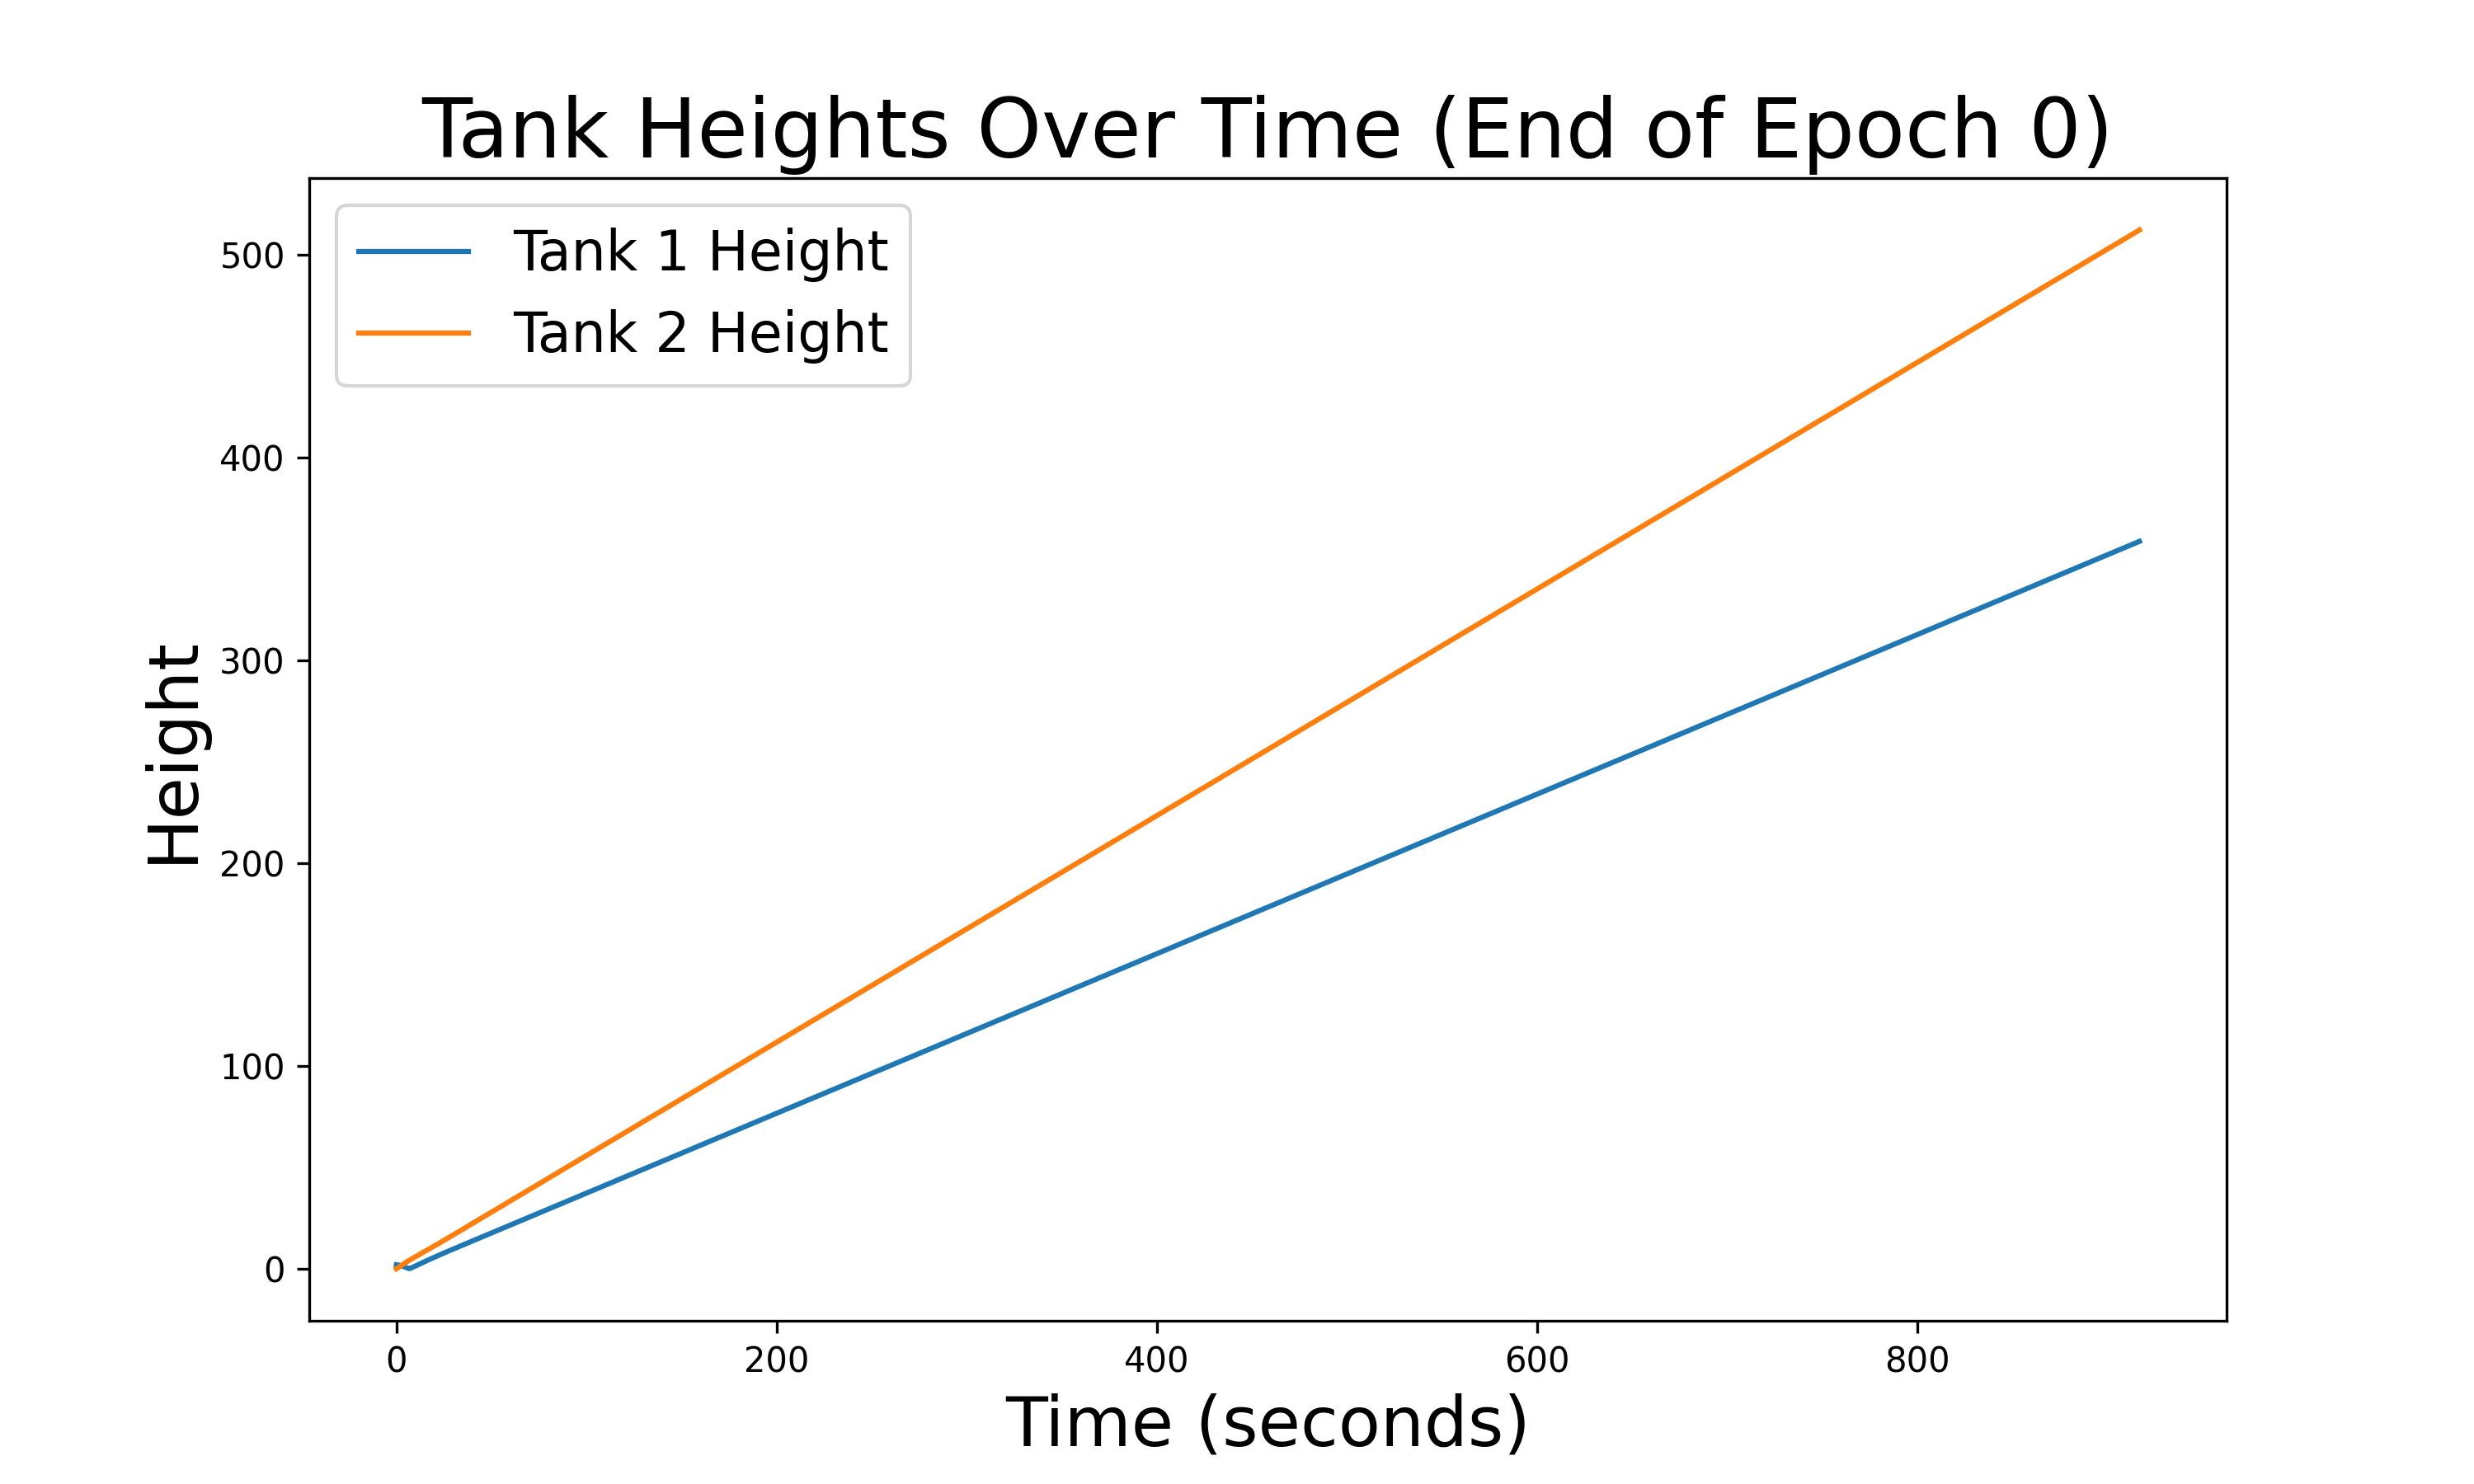 Tank Heights Over Time (End of Epoch 0)
Tank 1 Height
Tank 2 Height
500
400
300
200
100
0
Height
0 200 400 600 800
Time (seconds)